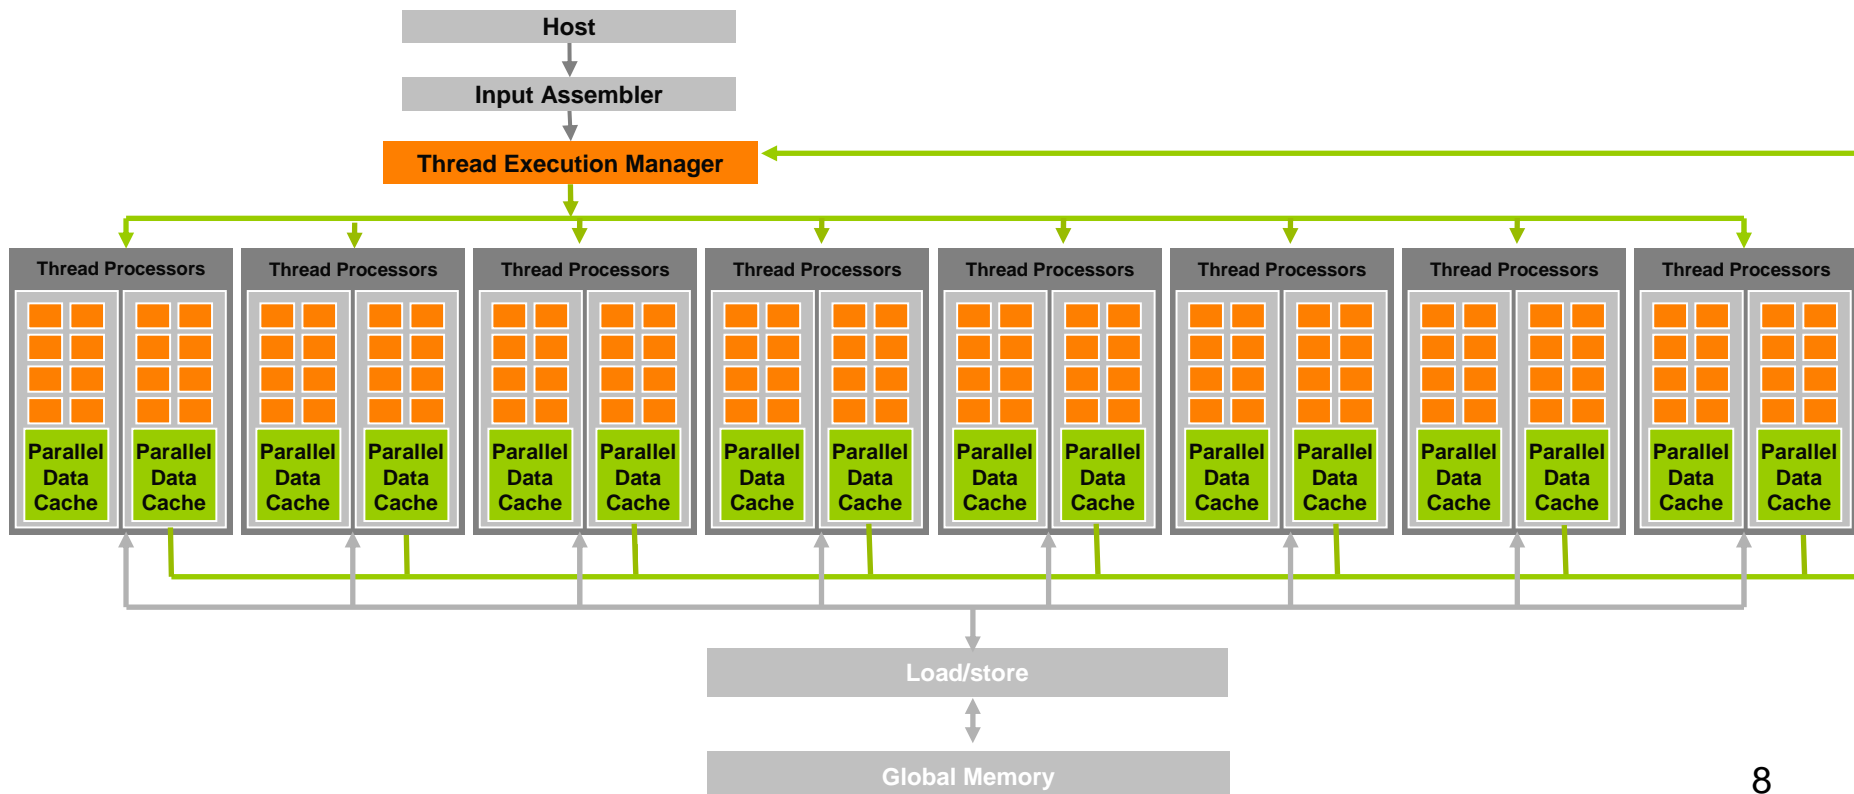 Host
Input Assembler
Thread Execution Manager
Thread Processors
Thread Processors
Thread Processors
Thread Processors
Thread Processors
Thread Processors
Thread Processors
Thread Processors
Parallel
Data
Cache
Parallel
Data
Cache
Parallel
Data
Cache
Parallel
Data
Cache
Parallel
Data
Cache
Parallel
Data
Cache
Parallel
Data
Cache
Parallel
Data
Cache
Parallel
Data
Cache
Parallel
Data
Cache
Parallel
Data
Cache
Parallel
Data
Cache
Parallel
Data
Cache
Parallel
Data
Cache
Parallel
Data
Cache
Parallel
Data
Cache
Load/store
Global Memory
8